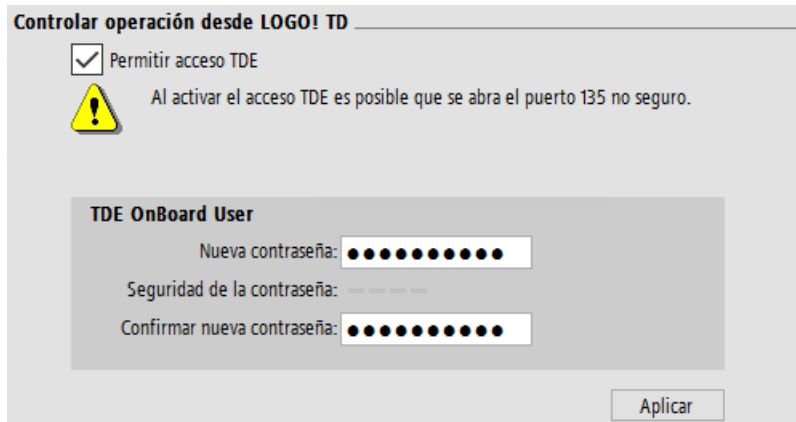 Controlar operación desde LOGO! TD
Permitir acceso TDE
Al activar el acceso TDE es posible que se abra el puerto 135 no seguro.
TDE OnBoard User
Nueva contraseña: ●●●●●●●●●●
Seguridad de la contraseña:
Confirmar nueva contraseña: ●●●●●●●●●●
Aplicar